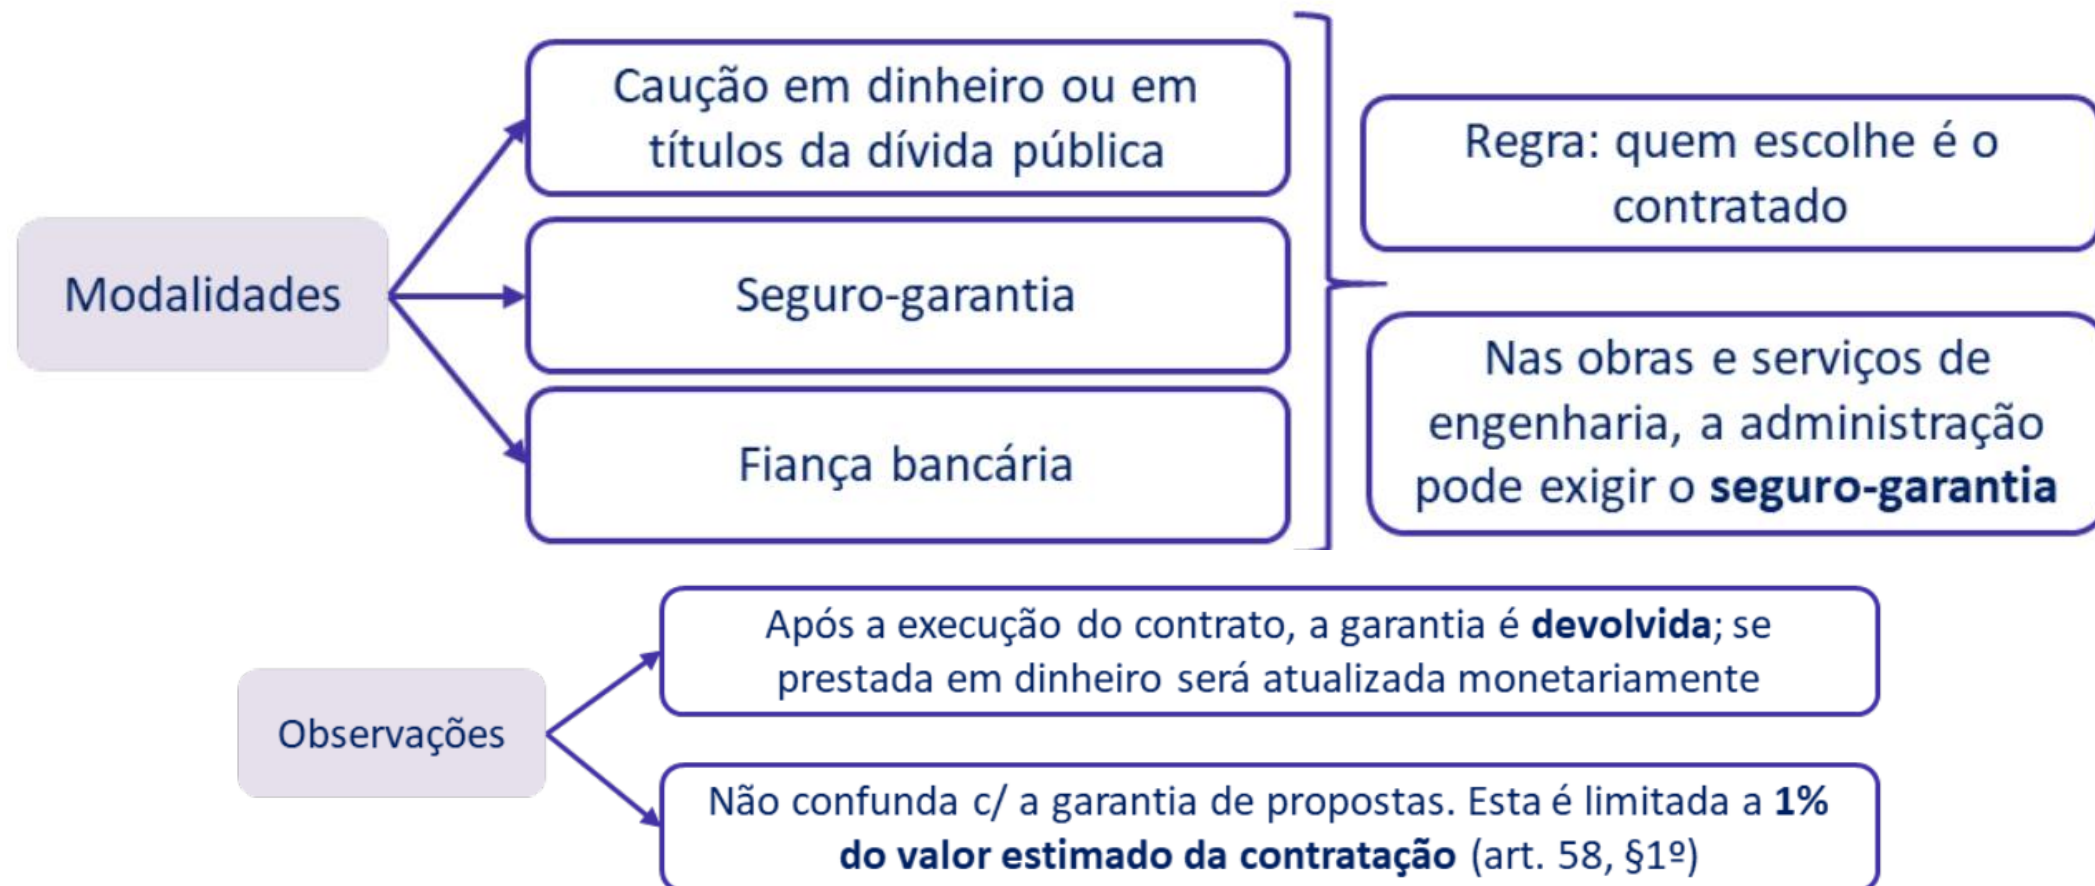 Modalidades
Caução em dinheiro ou em
títulos da dívida pública
Seguro-garantia
Fiança bancária
Regra: quem escolhe é o
contratado
Nas obras e serviços de
engenharia, a administração
pode exigir o seguro-garantia
Observações
Após a execução do contrato, a garantia é devolvida; se
prestada em dinheiro será atualizada monetariamente
Não confunda c/ a garantia de propostas. Esta é limitada a 1%
do valor estimado da contratação (art. 58, §1º)